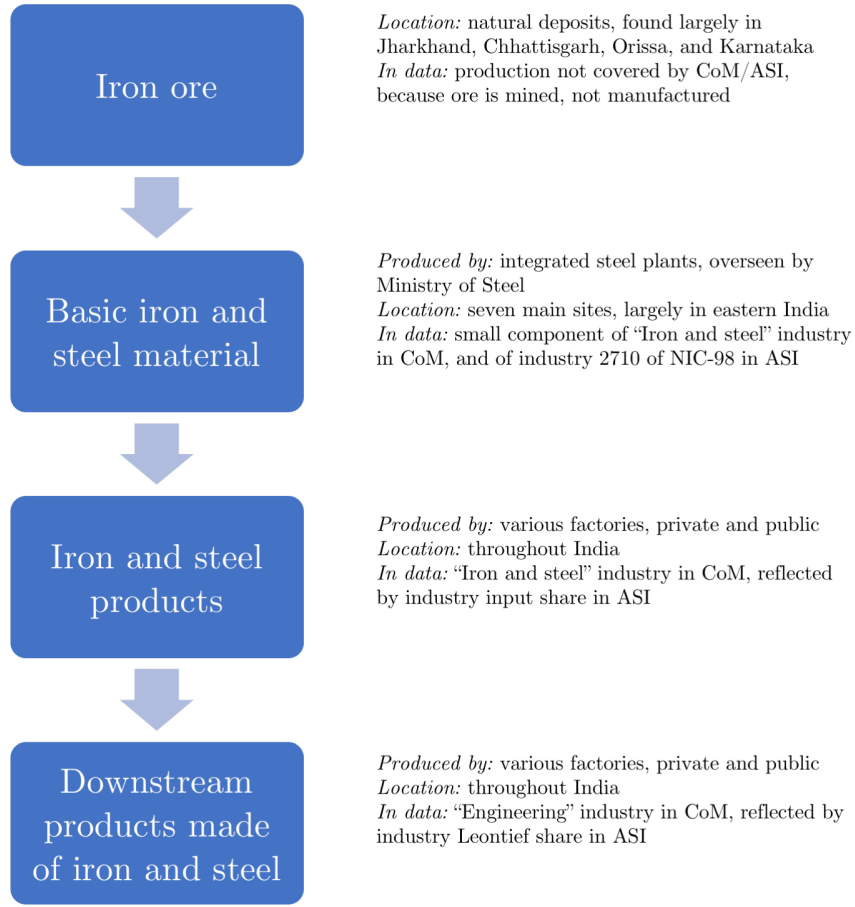 Iron ore
Location: natural deposits, found largely in
Jharkhand, Chhattisgarh, Orissa, and Karnataka
In data: production not covered by CoM/ASI,
because ore is mined, not manufactured
Basic iron and
steel material
Produced by: integrated steel plants, overseen by
Ministry of Steel
Location: seven main sites, largely in eastern India
In data: small component of “Iron and steel” industry
in CoM, and of industry 2710 of NIC-98 in ASI
Iron and steel
products
Produced by: various factories, private and public
Location: throughout India
In data: “Iron and steel” industry in CoM, reflected
by industry input share in ASI
Downstream
products made
of iron and steel
Produced by: various factories, private and public
Location: throughout India
In data: “Engineering” industry in CoM, reflected by
industry Leontief share in ASI